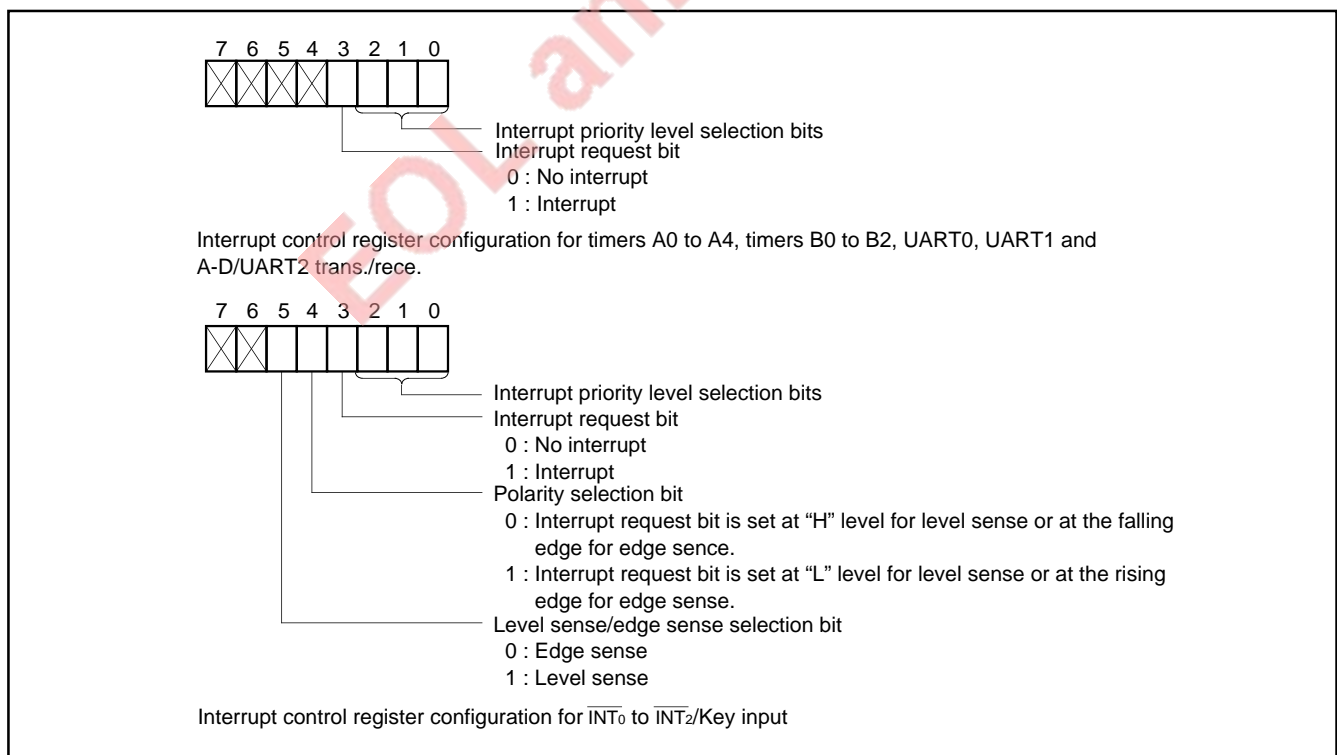 EOL an
7 6 5 4 3 2 1 0
Interrupt priority level selection bits
Interrupt request bit
0 : No interrupt
1 : Interrupt
Interrupt control register configuration for timers A0 to A4, timers B0 to B2, UART0, UART1 and
A-D/UART2 trans./rece.
7 6 5 4 3 2 1 0
Interrupt priority level selection bits
Interrupt request bit
0 : No interrupt
1 : Interrupt
Polarity selection bit
0 : Interrupt request bit is set at “H” level for level sense or at the falling
edge for edge sence.
1 : Interrupt request bit is set at “L” level for level sense or at the rising
edge for edge sense.
Level sense/edge sense selection bit
0 : Edge sense
1 : Level sense
Interrupt control register configuration for INT0 to INT2/Key input